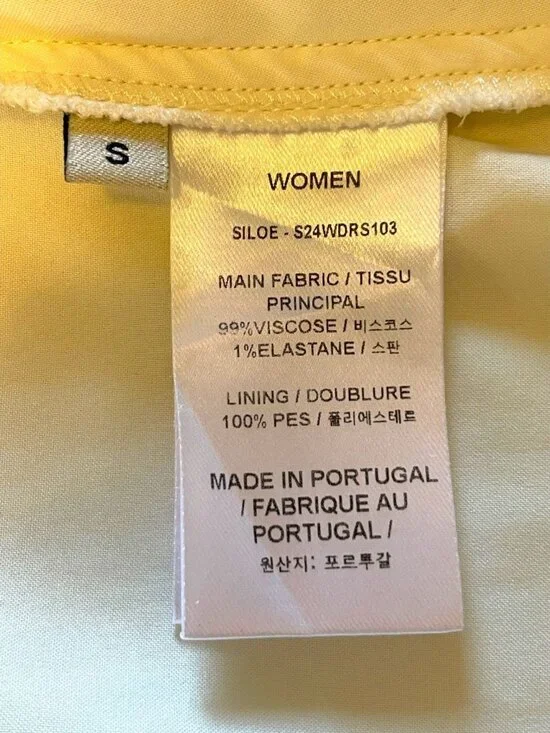 S
WOMEN
SILOE - S24WDRS103
MAIN FABRIC / TISSU
PRINCIPAL
99%VISCOSE / 비스코스
1%ELASTANE / 스판
LINING / DOUBLURE
100% PES / 폴리에스테르
MADE IN PORTUGAL
/ FABRIQUE AU
PORTUGAL /
원산지: 포르투갈